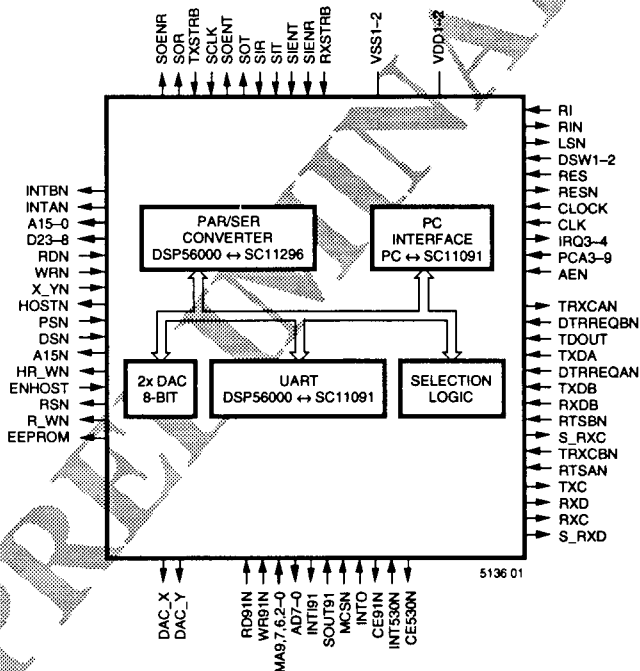 SOENR
SOR
TXSTRB
SCLK
SOENT
SOT
SIR
SIT
SIENT
SIENR
RXSTRB
VSS1-2
VDD1-2
INTBN
INTAN
A15-0
D23-8
RDN
WRN
X_YN
HOSTN
PSN
DSN
A15N
HR_WN
ENHOST
RSN
R_WN
EEPROM
PAR/SER
CONVERTER
DSP56000 ↔ SC11296
PC
INTERFACE
PC ↔ SC11091
2x DAC
8-BIT
UART
DSP56000 ↔ SC11091
SELECTION
LOGIC
RI
RIN
LSN
DSW1-2
RES
RESN
CLOCK
CLK
IRQ3-4
PCA3-9
AEN
TRXCAN
DTRREQBN
TDOUT
TXDA
DTRREQAN
TXDB
RXDB
RTSBN
S_RXC
TRXCBN
RTSAN
TXC
RXD
RXC
S_RXD
5136 01
DAC_X
DAC_Y
RD91N
WR91N
MA9,7,6,2-0
AD7-0
INTI91
SOUT91
MCSN
INTO
CE91N
INT530N
CE530N
PRELIMINARY